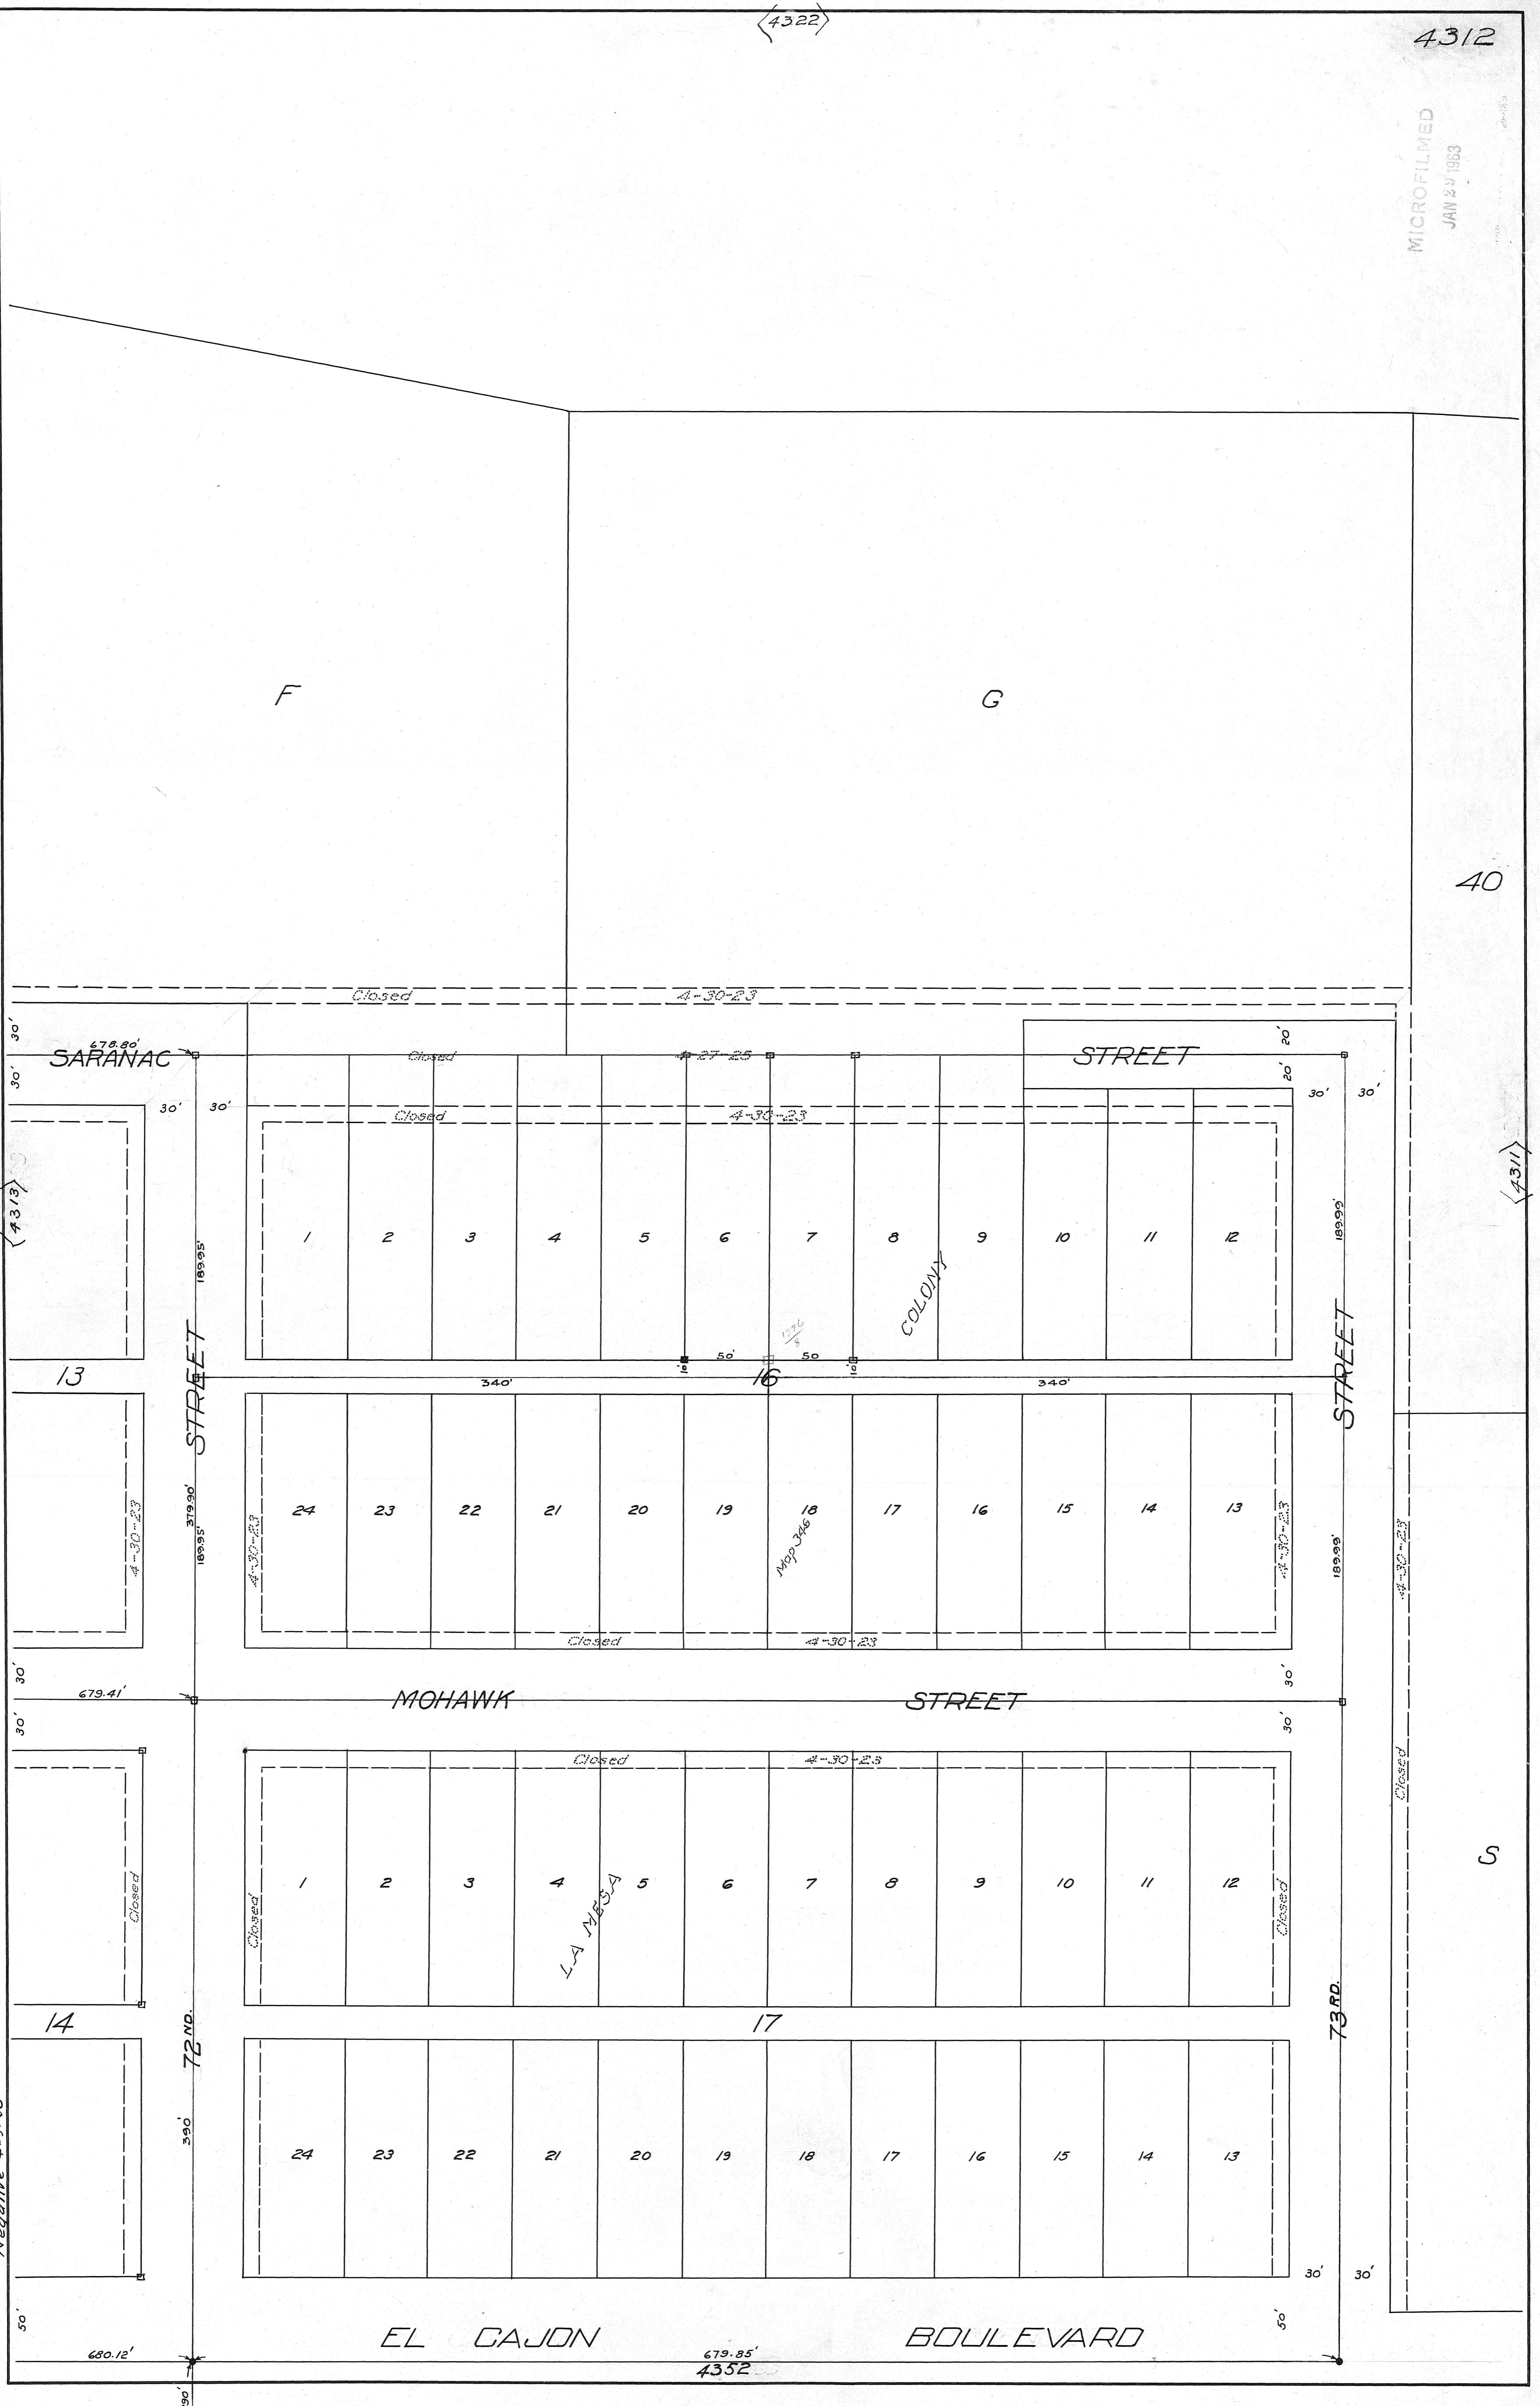 4322
4312
MICROFILMED
JAN 29 1963
F
G
40
Closed 4-30-23
30'
678.80'
SARANAC
30'
Closed
4-27-25
STREET
20'
20'
30' 30'
30' 30'
Closed 4-30-23
4313
4311
189.95'
189.99'
1 2 3 4 5 6 7 8 9 10 11 12
COLONY
STREET
STREET
50' 50
10'
10'
13
340'
16
340'
24 23 22 21 20 19 18 17 16 15 14 13
Map 346
379.90'
189.95'
189.99'
4-30-23
4-30-23
4-30-23
4-30-23
Closed 4-30-23
30'
30'
679.41'
MOHAWK STREET
30'
30'
Closed 4-30-23
Closed
1 2 3 4 5 6 7 8 9 10 11 12
S
LA MESA
Closed
Closed
Closed
14
72ND.
17
73RD.
390'
24 23 22 21 20 19 18 17 16 15 14 13
30' 30'
50'
50'
EL CAJON BOULEVARD
680.12'
679.85'
4352